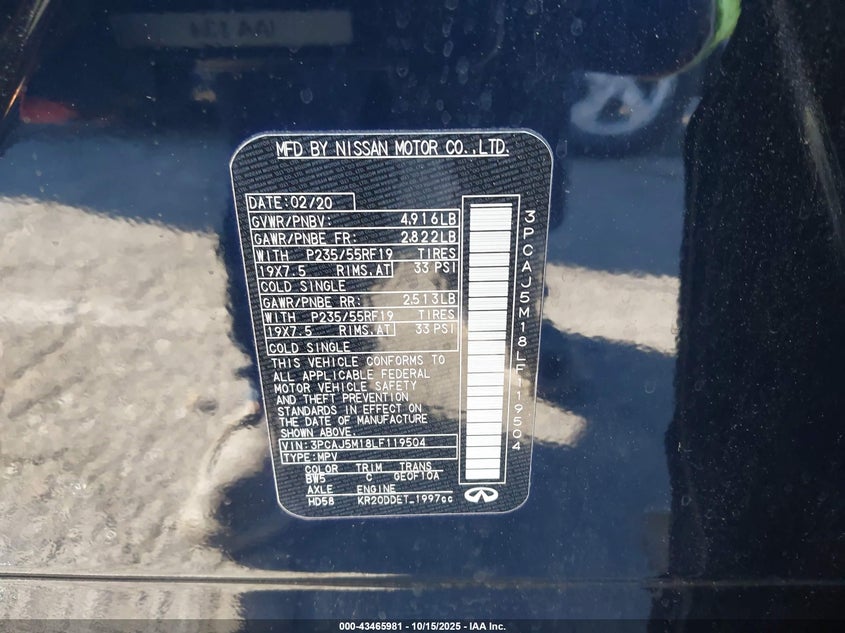 MFD BY NISSAN MOTOR CO.,LTD.
DATE:02/20
GVWR/PNBV: 4,916LB
GAWR/PNBE FR: 2,822LB
WITH P235/55RF19 TIRES
19X7.5 RIMS.AT 33 PSI
COLD SINGLE
GAWR/PNBE RR: 2,513LB
WITH P235/55RF19 TIRES
19X7.5 RIMS.AT 33 PSI
COLD SINGLE
THIS VEHICLE CONFORMS TO
ALL APPLICABLE FEDERAL
MOTOR VEHICLE SAFETY
AND THEFT PREVENTION
STANDARDS IN EFFECT ON
THE DATE OF MANUFACTURE
SHOWN ABOVE.
VIN:3PCAJ5M18LF119504
TYPE:MPV
COLOR TRIM TRANS
BW5 C GEOF10A
AXLE ENGINE
HD58 KR20DDET_1997cc
3PCAJ5M18LF119504
000-43465981 - 10/15/2025 - IAA Inc.